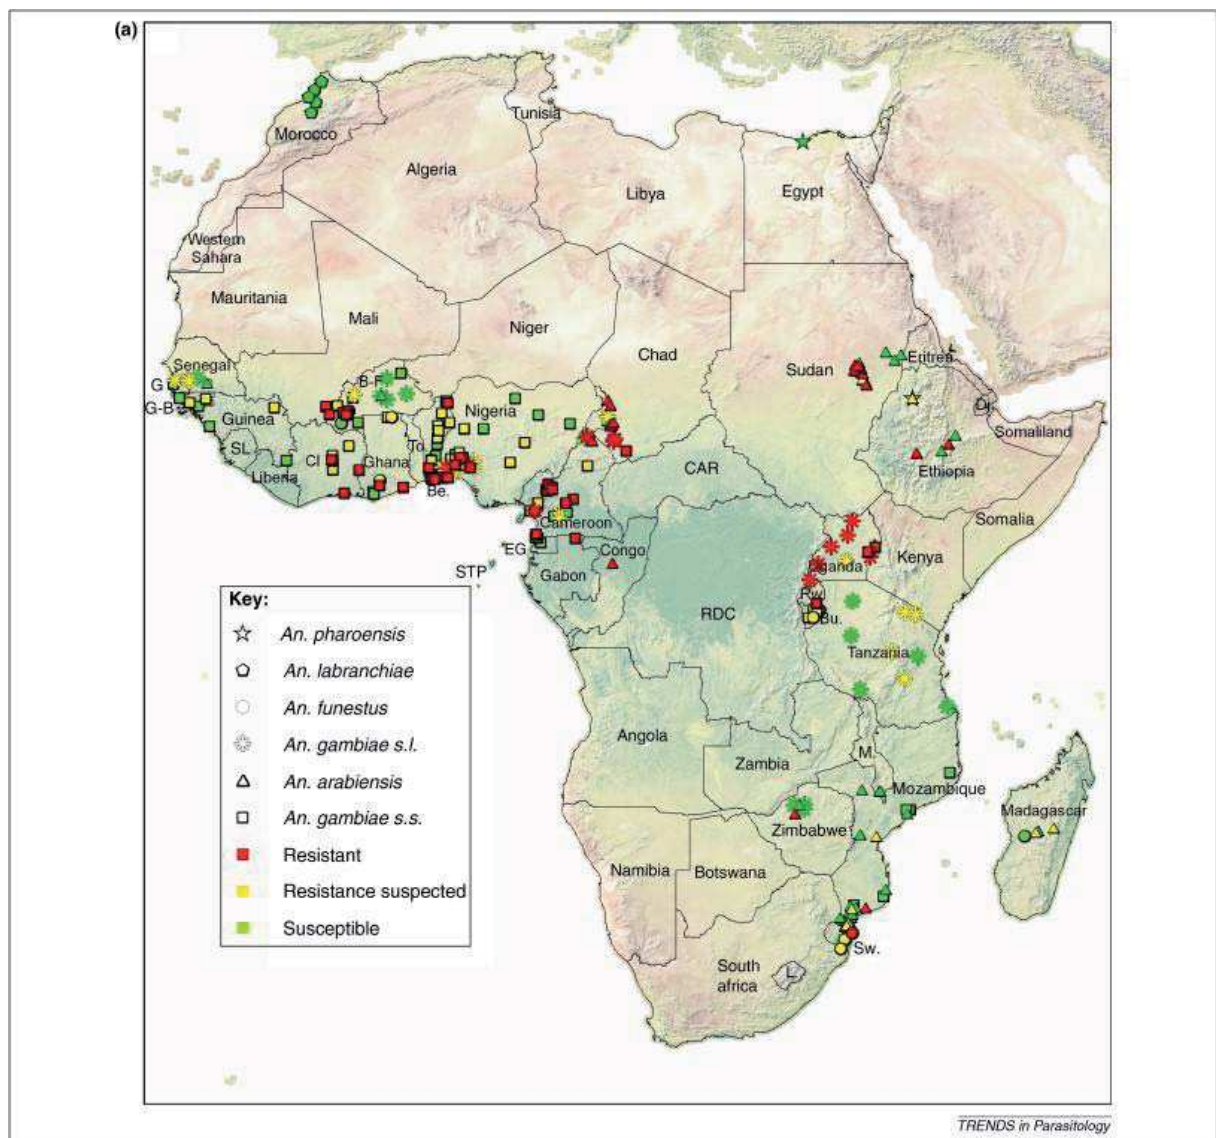 (a)
Tunisia
Morocco
Algeria
Libya
Egypt
Western
Sahara
Mauritania
Mali
Niger
Chad
Sudan
Eritrea
Senegal
G
B-F
G-B
Guinea
Nigeria
Dj.
Somaliland
SL
CI
Ghana
To.
Liberia
Be.
CAR
Ethiopia
Cameroon
Somalia
EG
Congo
Uganda
Kenya
STP
Gabon
Rw.
RDC
Bu.
Tanzania
Key:
An. pharoensis
An. labranchiae
An. funestus
An. gambiae s.l.
An. arabiensis
An. gambiae s.s.
Resistant
Resistance suspected
Susceptible
Angola
Zambia
M.
Mozambique
Madagascar
Zimbabwe
Namibia
Botswana
Sw.
South
africa
L.
TRENDS in Parasitology